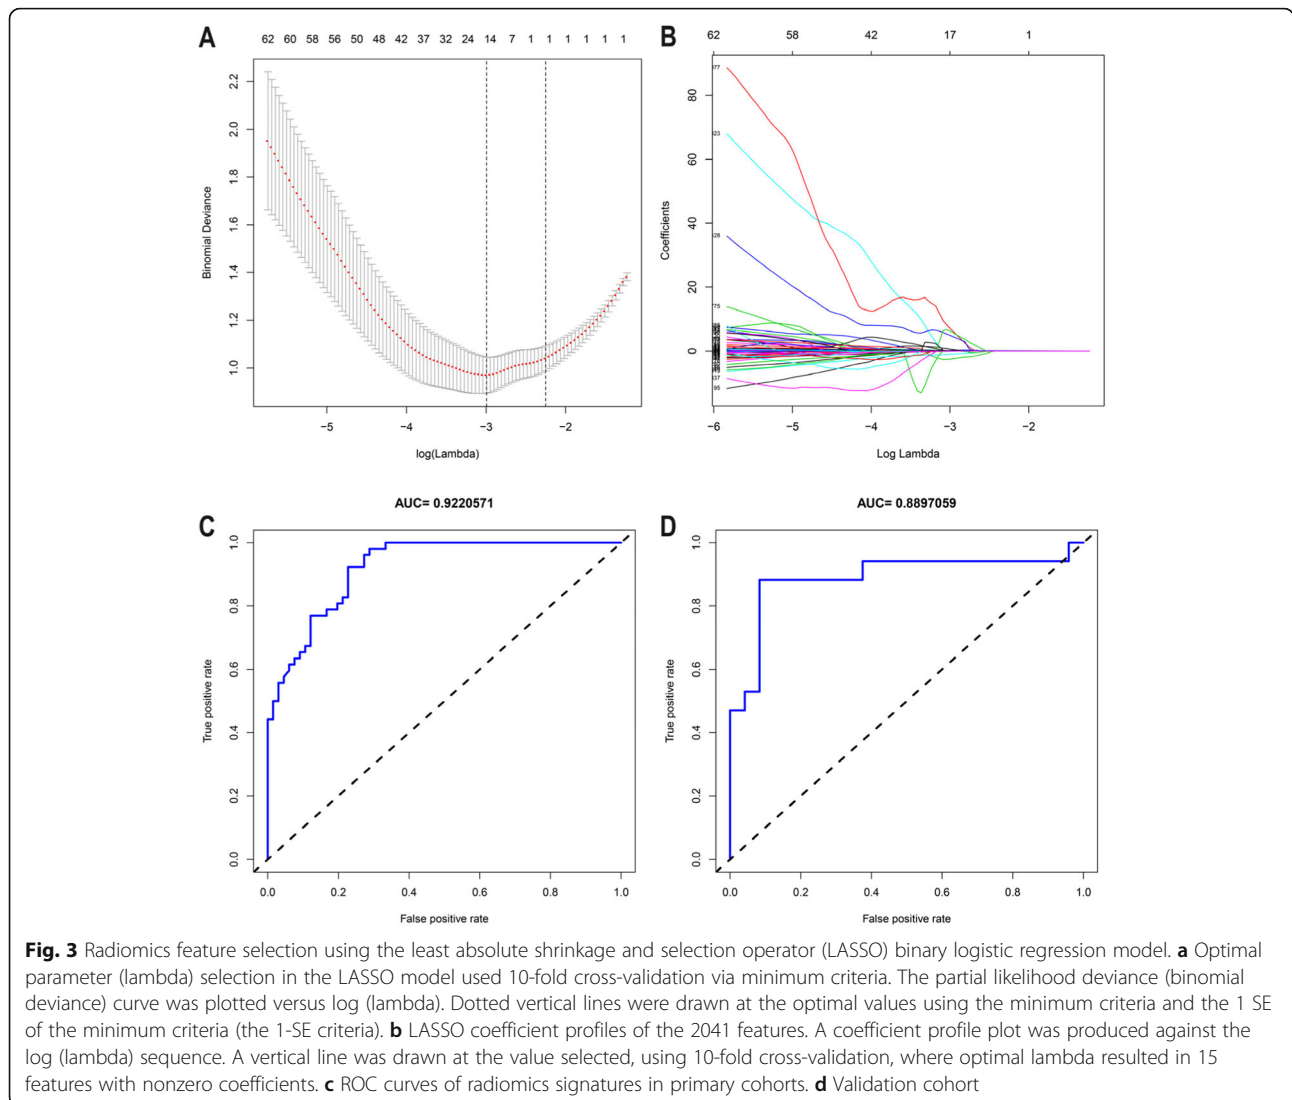 A
62 60 58 56 50 48 42 37 32 24 14 7 1 1 1 1 1 1
2.2
2.0
1.8
1.6
1.4
1.2
1.0
Binomial Deviance
−5 −4 −3 −2
log(Lambda)
B
62 58 42 17 1
80
60
40
20
0
Coefficients
−6 −5 −4 −3 −2
Log Lambda
AUC= 0.9220571
C
1.0
0.8
0.6
0.4
0.2
0.0
True positive rate
0.0 0.2 0.4 0.6 0.8 1.0
False positive rate
AUC= 0.8897059
D
1.0
0.8
0.6
0.4
0.2
0.0
True positive rate
0.0 0.2 0.4 0.6 0.8 1.0
False positive rate
Fig. 3 Radiomics feature selection using the least absolute shrinkage and selection operator (LASSO) binary logistic regression model. a Optimal
parameter (lambda) selection in the LASSO model used 10-fold cross-validation via minimum criteria. The partial likelihood deviance (binomial
deviance) curve was plotted versus log (lambda). Dotted vertical lines were drawn at the optimal values using the minimum criteria and the 1 SE
of the minimum criteria (the 1-SE criteria). b LASSO coefficient profiles of the 2041 features. A coefficient profile plot was produced against the
log (lambda) sequence. A vertical line was drawn at the value selected, using 10-fold cross-validation, where optimal lambda resulted in 15
features with nonzero coefficients. c ROC curves of radiomics signatures in primary cohorts. d Validation cohort